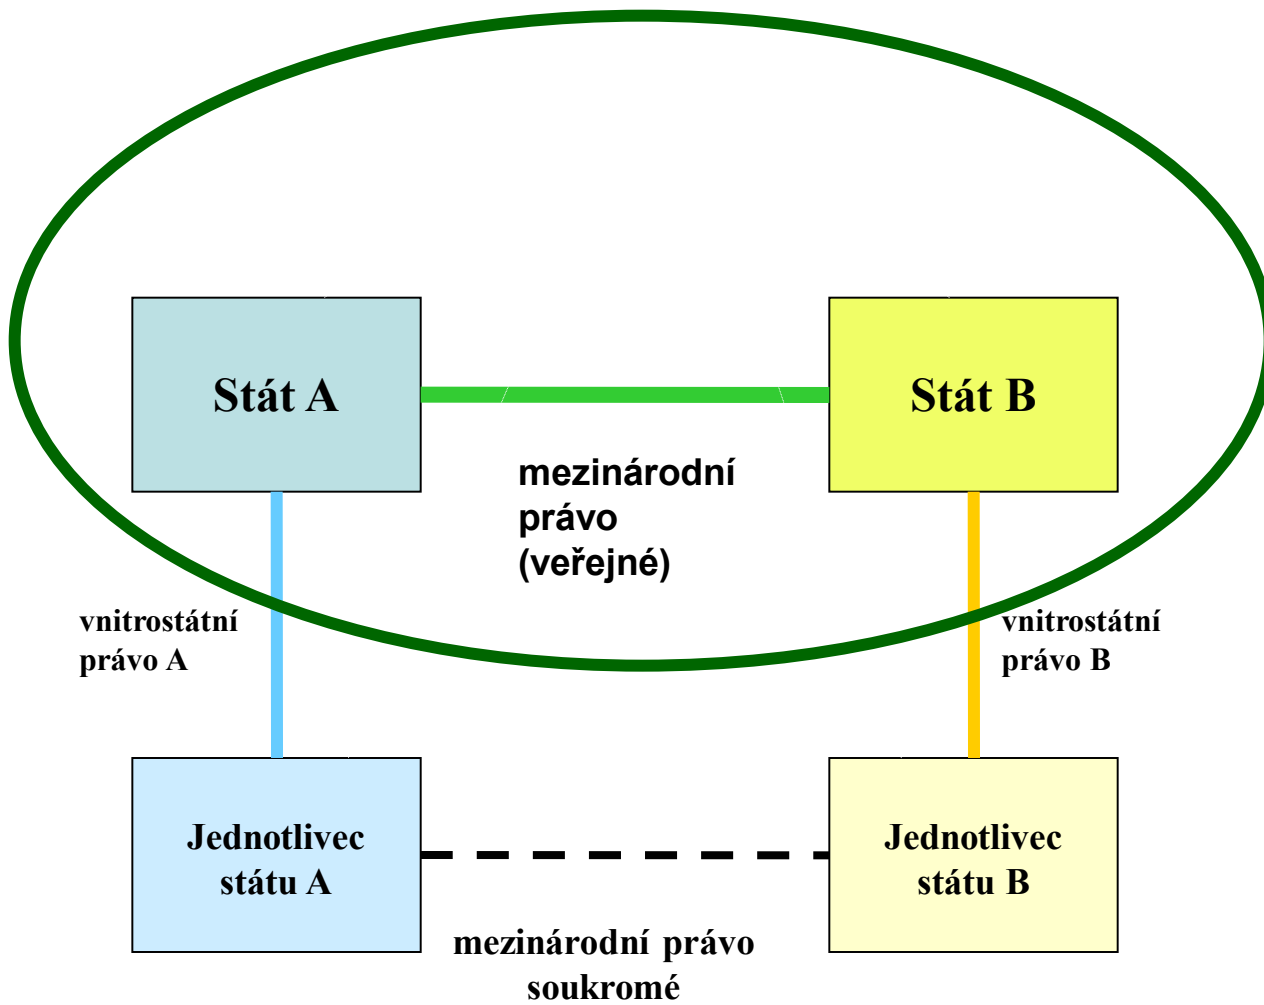 Stát A
Stát B
mezinárodní
právo
(veřejné)
vnitrostátní
právo A
vnitrostátní
právo B
Jednotlivec
státu A
Jednotlivec
státu B
mezinárodní právo
soukromé